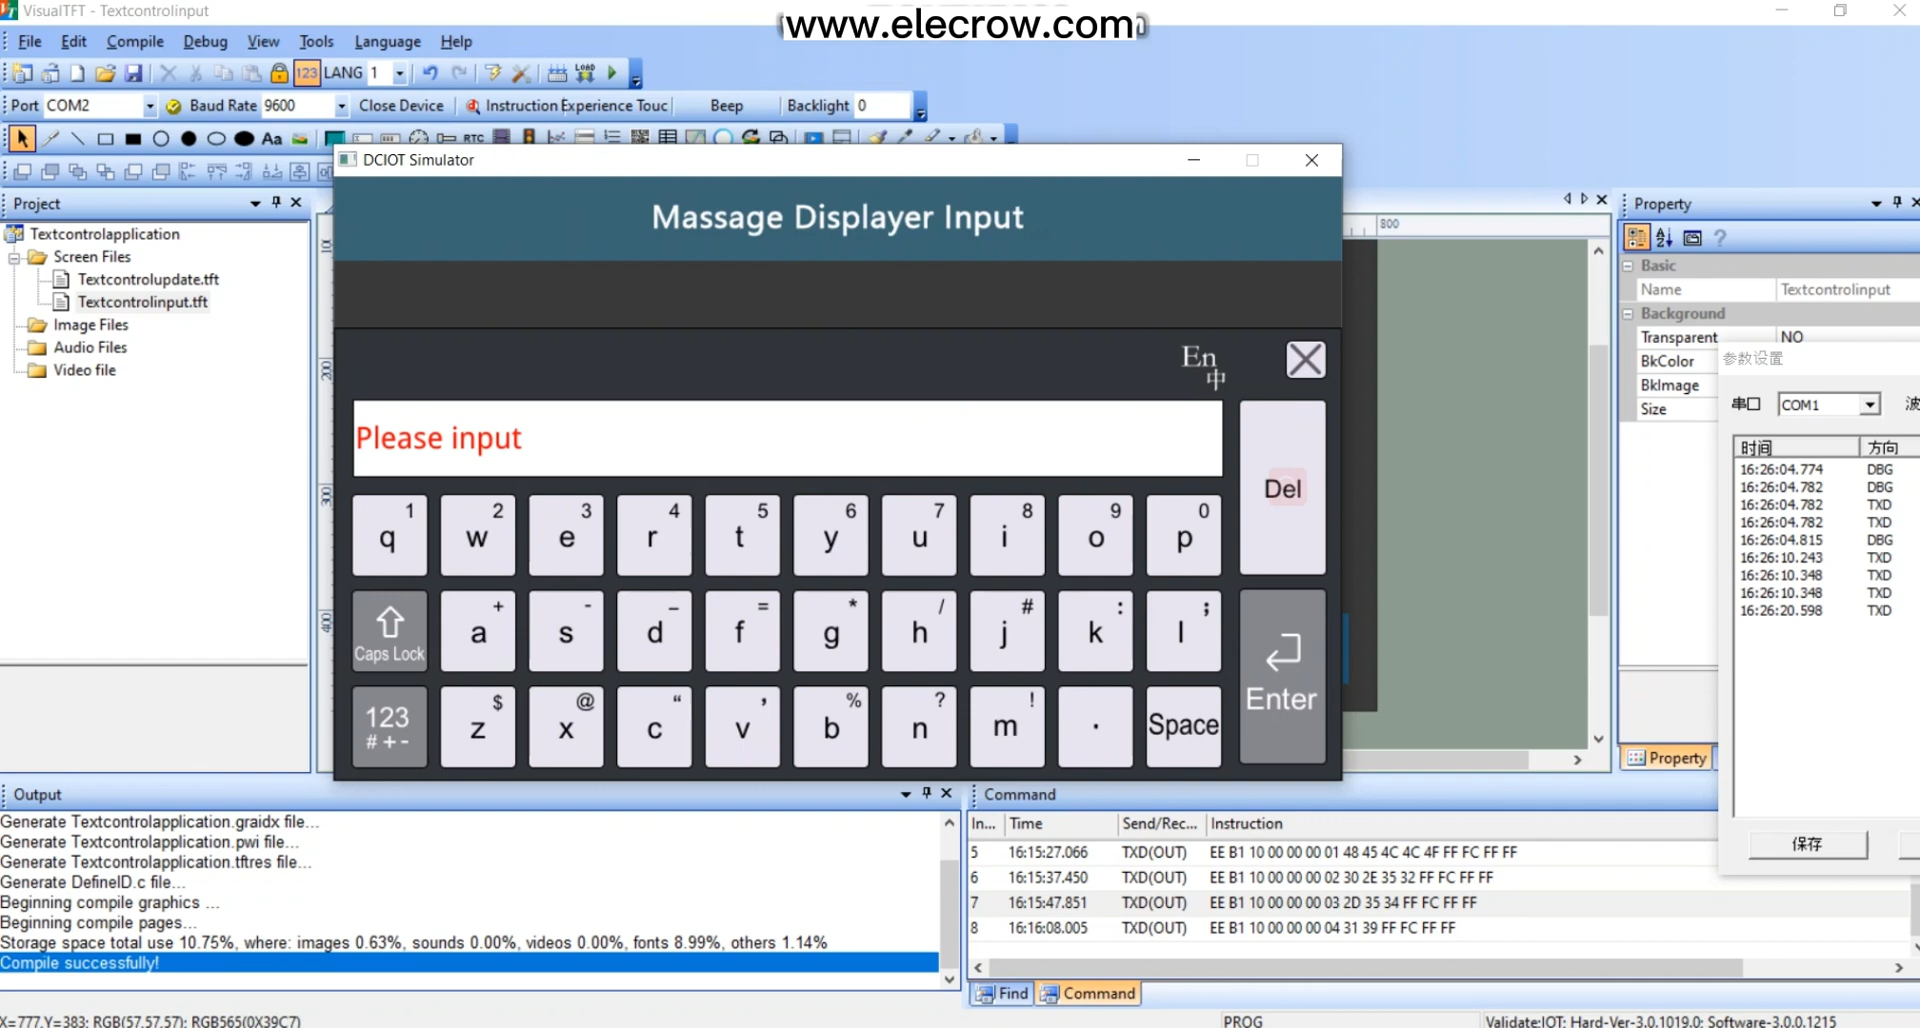 VisualTFT - Textcontrolinput
www.elecrow.com
File Edit Compile Debug View Tools Language Help
123 LANG 1 LOAD
Port COM2 Baud Rate 9600 Close Device Instruction Experience Touc Beep Backlight 0
Aa RTC
DCIOT Simulator
Project
Textcontrolapplication
Screen Files
Textcontrolupdate.tft
Textcontrolinput.tft
Image Files
Audio Files
Video file
Massage Displayer Input
En
中
Please input
Del
1 2 3 4 5 6 7 8 9 0
q w e r t y u i o p
+ - _ = * / # : ;
Caps Lock a s d f g h j k l
Enter
$ @ “ ’ % ? !
123 z x c v b n m . Space
# + -
800
100
200
300
400
Property
Basic
Name Textcontrolinput
Background
Transparent NO
BkColor
BkImage
Size
Property
参数设置
串口 COM1 波
时间 方向
16:26:04.774 DBG
16:26:04.782 DBG
16:26:04.782 TXD
16:26:04.782 TXD
16:26:04.815 DBG
16:26:10.243 TXD
16:26:10.348 TXD
16:26:10.348 TXD
16:26:20.598 TXD
保存
Output
Generate Textcontrolapplication.graidx file...
Generate Textcontrolapplication.pwi file...
Generate Textcontrolapplication.tftres file...
Generate DefineID.c file...
Beginning compile graphics ...
Beginning compile pages...
Storage space total use 10.75%, where: images 0.63%, sounds 0.00%, videos 0.00%, fonts 8.99%, others 1.14%
Compile successfully!
Command
In... Time Send/Rec... Instruction
5 16:15:27.066 TXD(OUT) EE B1 10 00 00 00 01 48 45 4C 4C 4F FF FC FF FF
6 16:15:37.450 TXD(OUT) EE B1 10 00 00 00 02 30 2E 35 32 FF FC FF FF
7 16:15:47.851 TXD(OUT) EE B1 10 00 00 00 03 2D 35 34 FF FC FF FF
8 16:16:08.005 TXD(OUT) EE B1 10 00 00 00 04 31 39 FF FC FF FF
Find Command
X=777,Y=383; RGB(57,57,57); RGB565(0X39C7)
PROG
Validate:IOT; Hard-Ver-3.0.1019.0; Software-3.0.0.1215